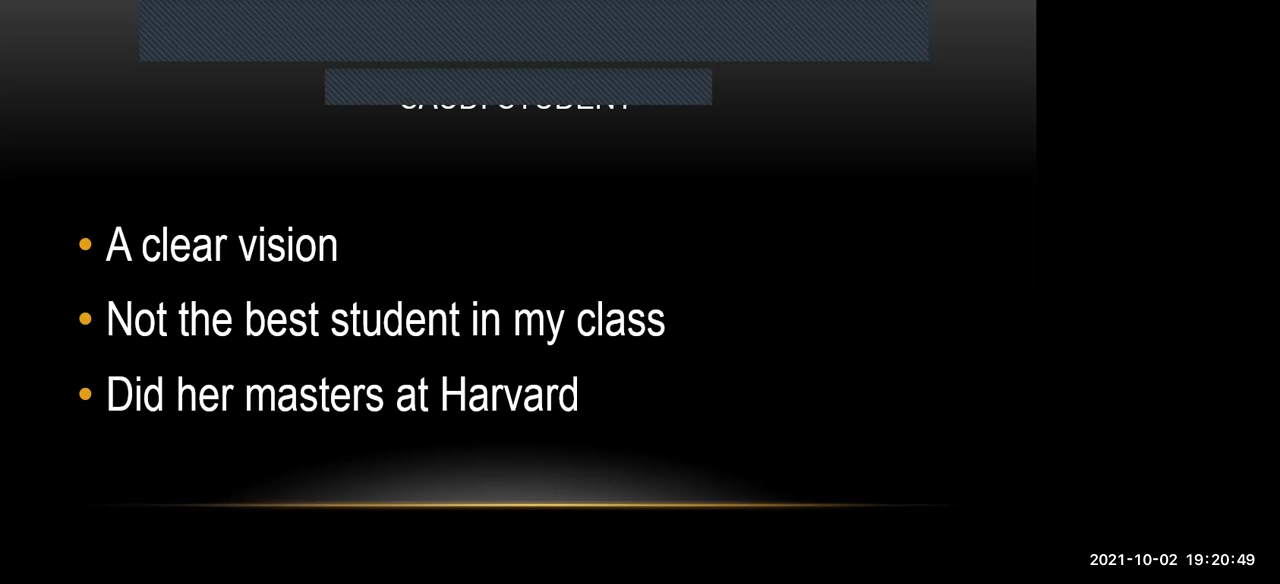 A clear vision
Not the best student in my class
Did her masters at Harvard
2021-10-02 19:20:49